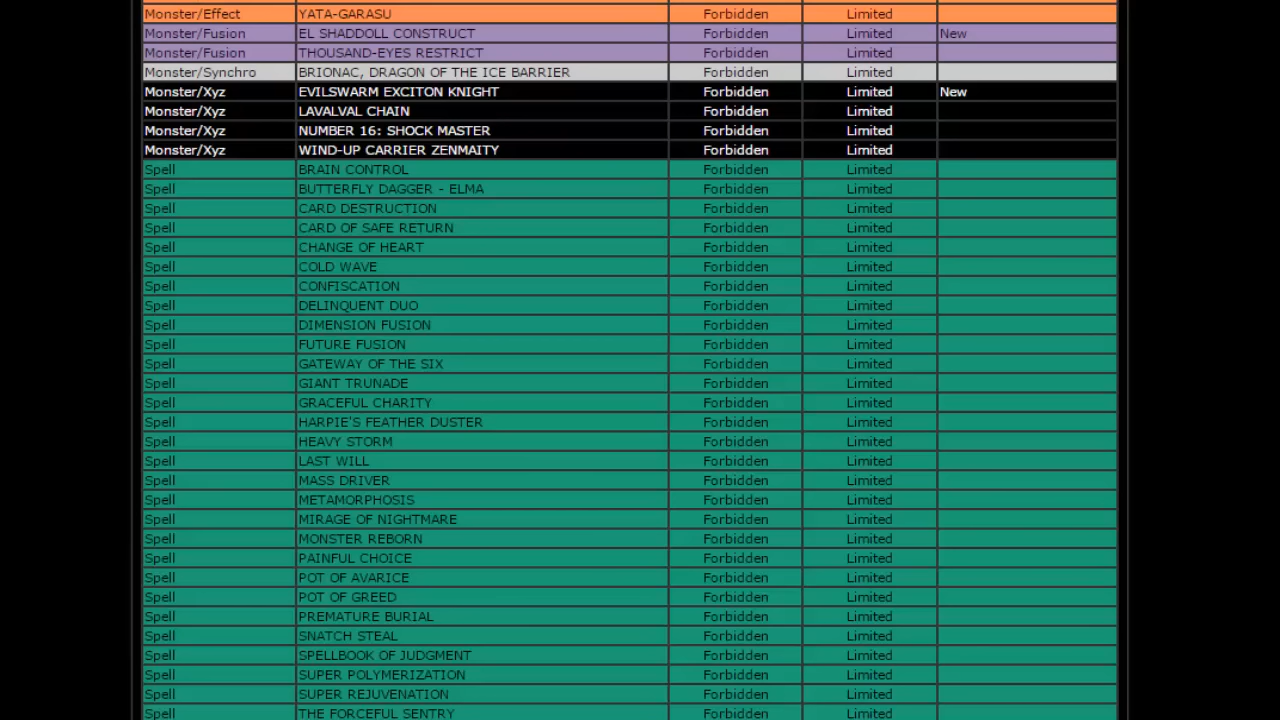 Monster/Effect YATA-GARASU Forbidden Limited
Monster/Fusion EL SHADDOLL CONSTRUCT Forbidden Limited New
Monster/Fusion THOUSAND-EYES RESTRICT Forbidden Limited
Monster/Synchro BRIONAC, DRAGON OF THE ICE BARRIER Forbidden Limited
Monster/Xyz EVILSWARM EXCITON KNIGHT Forbidden Limited New
Monster/Xyz LAVALVAL CHAIN Forbidden Limited
Monster/Xyz NUMBER 16: SHOCK MASTER Forbidden Limited
Monster/Xyz WIND-UP CARRIER ZENMAITY Forbidden Limited
Spell BRAIN CONTROL Forbidden Limited
Spell BUTTERFLY DAGGER - ELMA Forbidden Limited
Spell CARD DESTRUCTION Forbidden Limited
Spell CARD OF SAFE RETURN Forbidden Limited
Spell CHANGE OF HEART Forbidden Limited
Spell COLD WAVE Forbidden Limited
Spell CONFISCATION Forbidden Limited
Spell DELINQUENT DUO Forbidden Limited
Spell DIMENSION FUSION Forbidden Limited
Spell FUTURE FUSION Forbidden Limited
Spell GATEWAY OF THE SIX Forbidden Limited
Spell GIANT TRUNADE Forbidden Limited
Spell GRACEFUL CHARITY Forbidden Limited
Spell HARPIE'S FEATHER DUSTER Forbidden Limited
Spell HEAVY STORM Forbidden Limited
Spell LAST WILL Forbidden Limited
Spell MASS DRIVER Forbidden Limited
Spell METAMORPHOSIS Forbidden Limited
Spell MIRAGE OF NIGHTMARE Forbidden Limited
Spell MONSTER REBORN Forbidden Limited
Spell PAINFUL CHOICE Forbidden Limited
Spell POT OF AVARICE Forbidden Limited
Spell POT OF GREED Forbidden Limited
Spell PREMATURE BURIAL Forbidden Limited
Spell SNATCH STEAL Forbidden Limited
Spell SPELLBOOK OF JUDGMENT Forbidden Limited
Spell SUPER POLYMERIZATION Forbidden Limited
Spell SUPER REJUVENATION Forbidden Limited
Spell THE FORCEFUL SENTRY Forbidden Limited